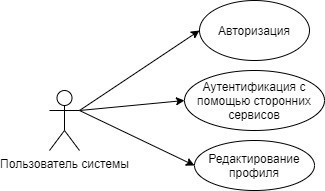 Авторизация
Аутентификация с
помощью сторонних
сервисов
Пользователь системы
Редактирование
профиля